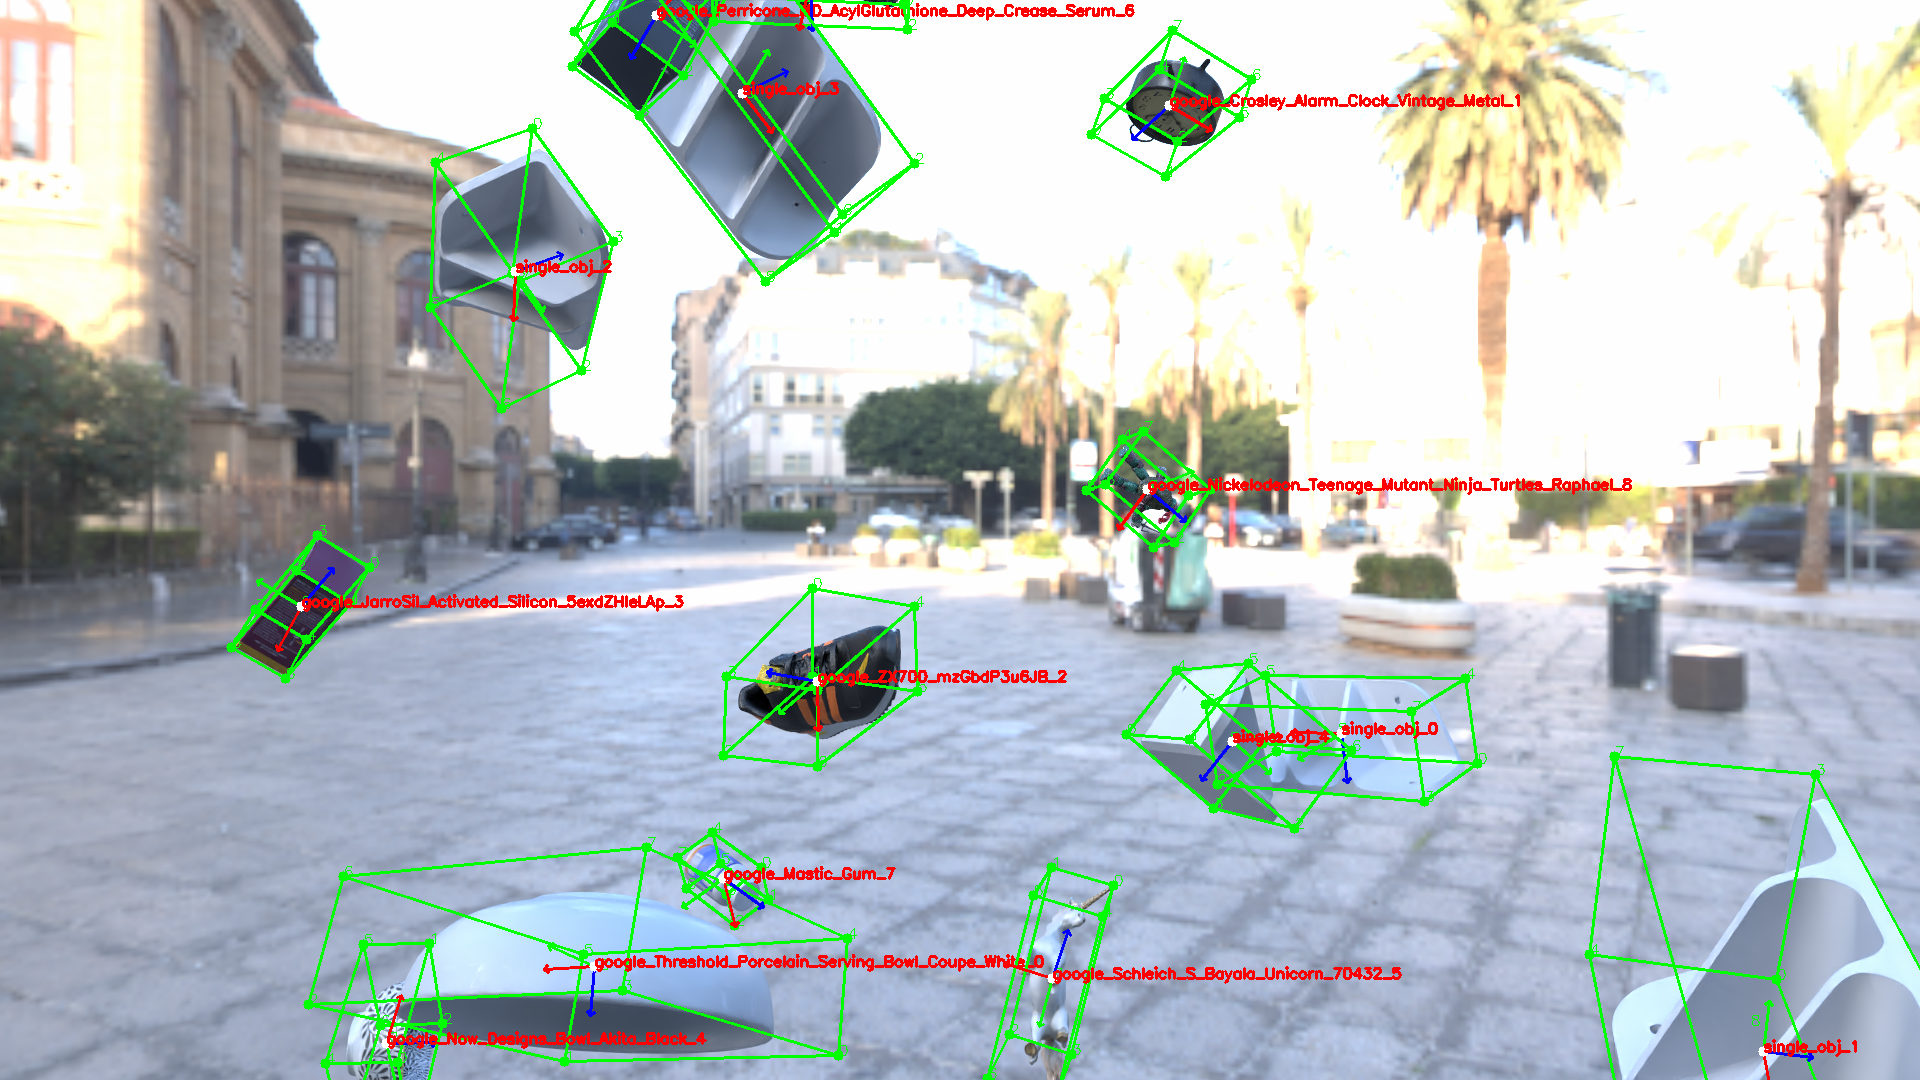 google_Perricone_MD_AcylGlutathione_Deep_Crease_Serum_6
single_obj_3
google_Crosley_Alarm_Clock_Vintage_Metal_1
single_obj_2
google_Nickelodeon_Teenage_Mutant_Ninja_Turtles_Raphael_8
google_JarroSil_Activated_Silicon_5exdZHIeLAp_3
google_ZX700_mzGbdP3u6JB_2
single_obj_4
single_obj_0
google_Mastic_Gum_7
google_Threshold_Porcelain_Serving_Bowl_Coupe_White_0
google_Schleich_S_Bayala_Unicorn_70432_5
google_Now_Designs_Bowl_Akita_Black_4
single_obj_1